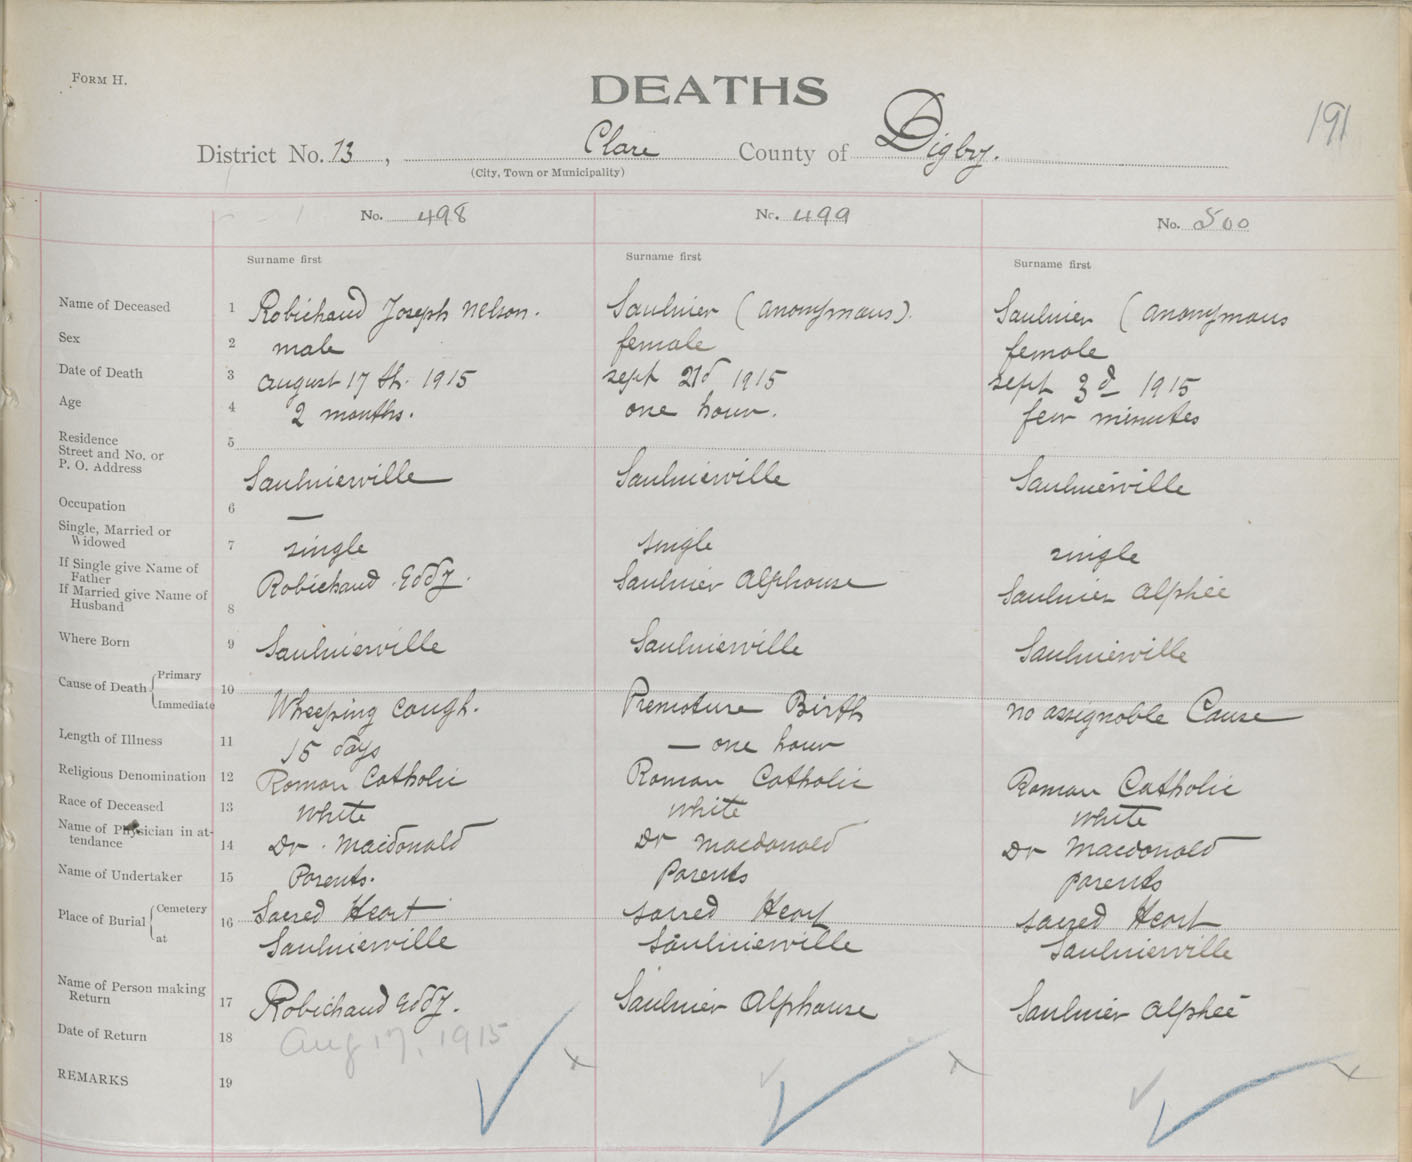 FORM H.
DEATHS
191
District No. 13, Clare County of Digby.
(City, Town or Municipality)
No. 498 No. 499 No. 500
Surname first Surname first Surname first
Name of Deceased 1 Robichaud Joseph Nelson. Saulnier (anonymous). Saulnier (anonymous
Sex 2 male female female
Date of Death 3 august 17 th. 1915 sept 2d 1915 sept 3d 1915
Age 4 2 months. one hour. few minutes
Residence
Street and No. or
P. O. Address 5 Saulnierville Saulnierville Saulnierville
Occupation 6 —
Single, Married or
Widowed 7 single single single
If Single give Name of
Father
If Married give Name of
Husband 8 Robichaud Eddy. Saulnier Alphonse Saulnier Alphée
Where Born 9 Saulnierville Saulnierville Saulnierville
Cause of Death Primary
Immediate 10 Wheeping cough. Premature Birth no assignable Cause
Length of Illness 11 15 days — one hour
Religious Denomination 12 Roman Catholic Roman Catholic Roman Catholic
Race of Deceased 13 White White White
Name of Physician in at-
tendance 14 Dr. Macdonald Dr Macdonald Dr Macdonald
Name of Undertaker 15 Parents. Parents parents
Place of Burial Cemetery 16 Sacred Heart sacred Heart sacred Heart
at Saulnierville Saulnierville Saulnierville
Name of Person making
Return 17 Robichaud Eddy. Saulnier Alphonse Saulnier Alphée
Date of Return 18 Aug 17, 1915
REMARKS 19